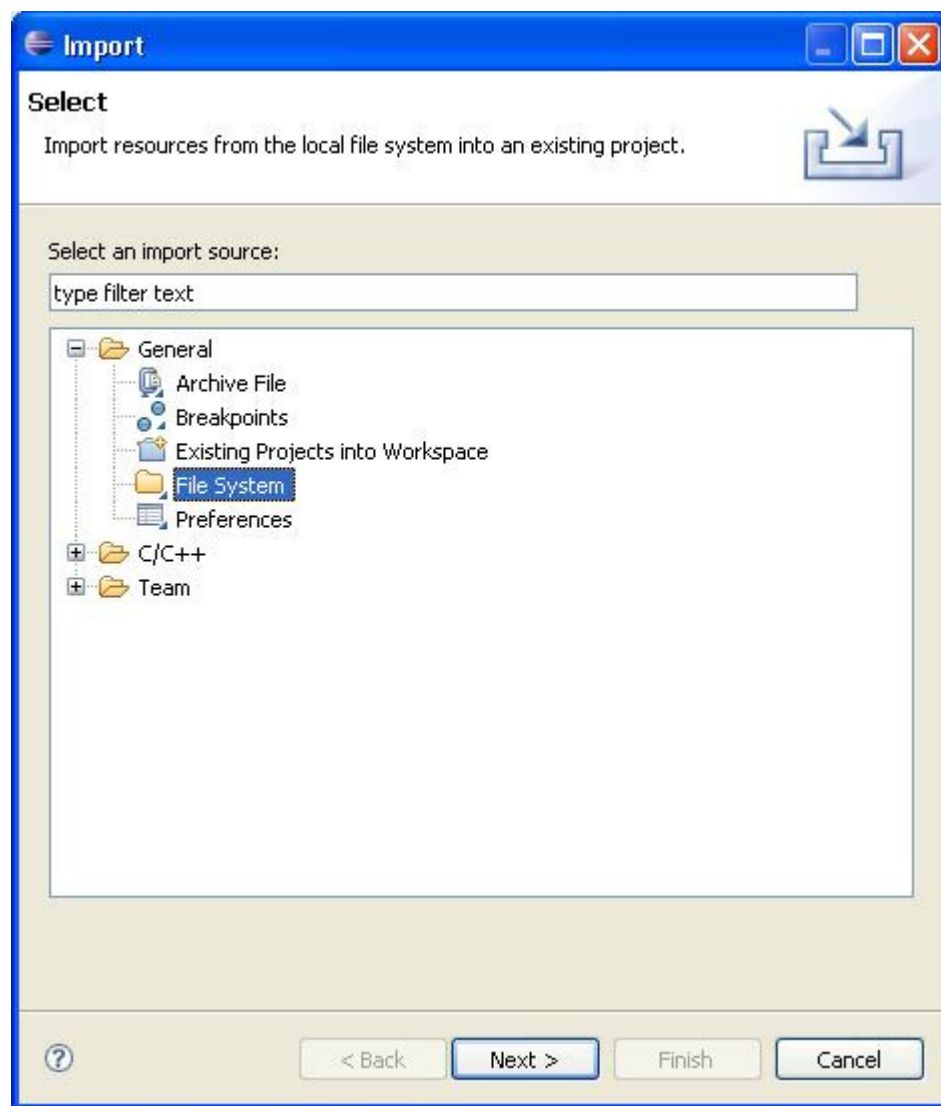 Import
Select
Import resources from the local file system into an existing project.
Select an import source:
type filter text
General
Archive File
Breakpoints
Existing Projects into Workspace
File System
Preferences
C/C++
Team
?
< Back Next > Finish Cancel